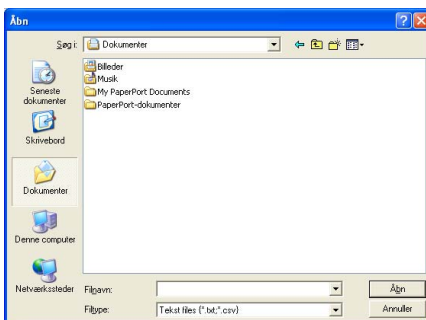 Åbn
Søg i:
Dokumenter
Billeder
Musik
My PaperPort Documents
PaperPort-dokumenter
Seneste
dokumenter
Skrivebord
Dokumenter
Denne computer
Netværkssteder
Filnavn:
Åbn
Filtype:
Tekst files (*.txt;*.csv)
Annuller